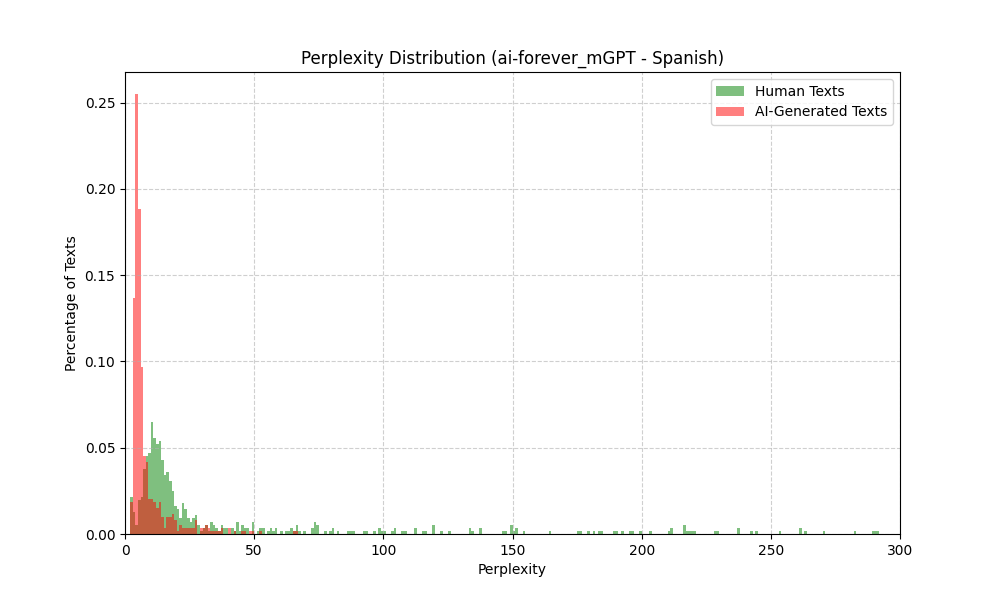 Perplexity Distribution (ai-forever_mGPT - Spanish)
Human Texts
AI-Generated Texts
Percentage of Texts
0.25
0.20
0.15
0.10
0.05
0.00
0 50 100 150 200 250 300
Perplexity